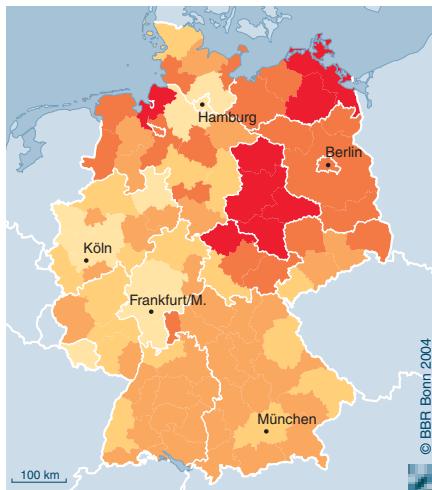 Hamburg
Berlin
Köln
Frankfurt/M.
München
100 km
© BBR Bonn 2004